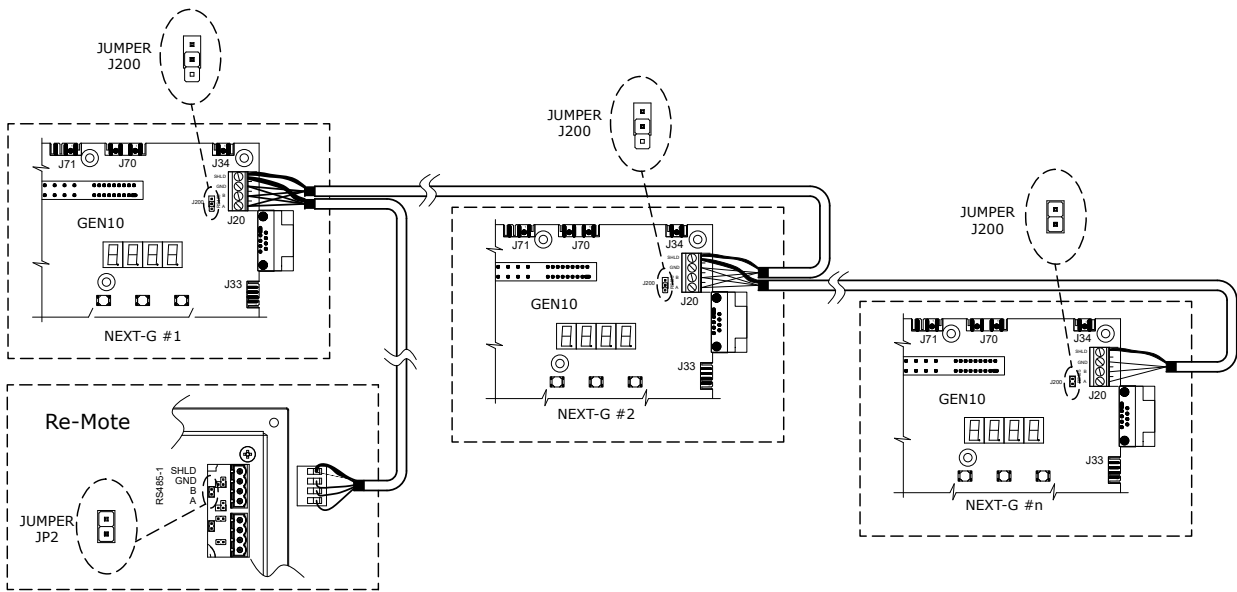 JUMPER
J200
J71
J70
J34
SHLD
GND
B
A
J200
J20
GEN10
J33
NEXT-G #1
JUMPER
J200
J71
J70
J34
SHLD
GND
B
A
J200
J20
GEN10
J33
NEXT-G #2
JUMPER
J200
J71
J70
J34
SHLD
GND
B
A
J200
J20
GEN10
J33
NEXT-G #n
Re-Mote
RS485-1
SHLD
GND
B
A
JUMPER
JP2